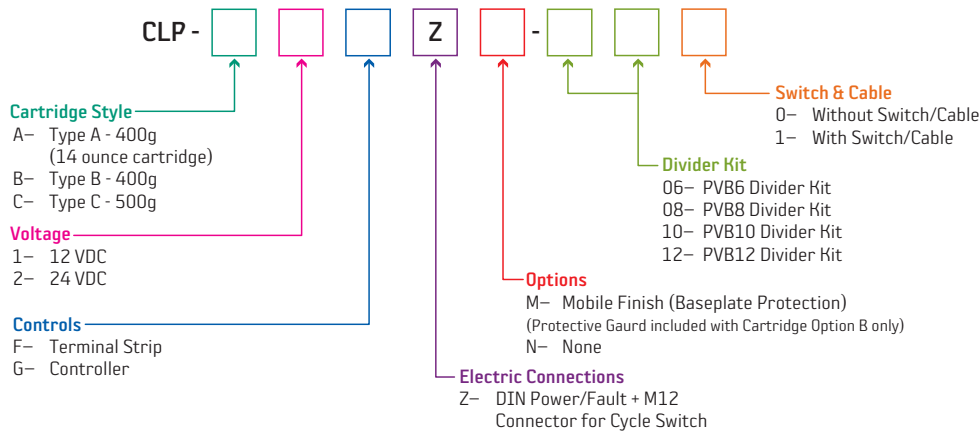 CLP - Z -
Cartridge Style
A– Type A - 400g
(14 ounce cartridge)
B– Type B - 400g
C– Type C - 500g
Voltage
1– 12 VDC
2– 24 VDC
Controls
F– Terminal Strip
G– Controller
Electric Connections
Z– DIN Power/Fault + M12
Connector for Cycle Switch
Options
M– Mobile Finish (Baseplate Protection)
(Protective Gaurd included with Cartridge Option B only)
N– None
Divider Kit
06– PVB6 Divider Kit
08– PVB8 Divider Kit
10– PVB10 Divider Kit
12– PVB12 Divider Kit
Switch & Cable
0– Without Switch/Cable
1– With Switch/Cable